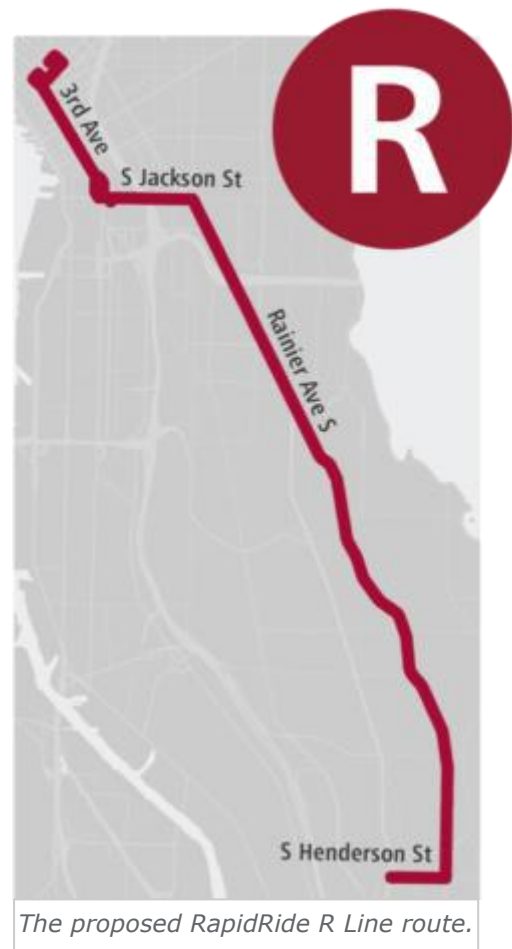 R
3rd Ave
S Jackson St
Rainier Ave S
S Henderson St
The proposed RapidRide R Line route.